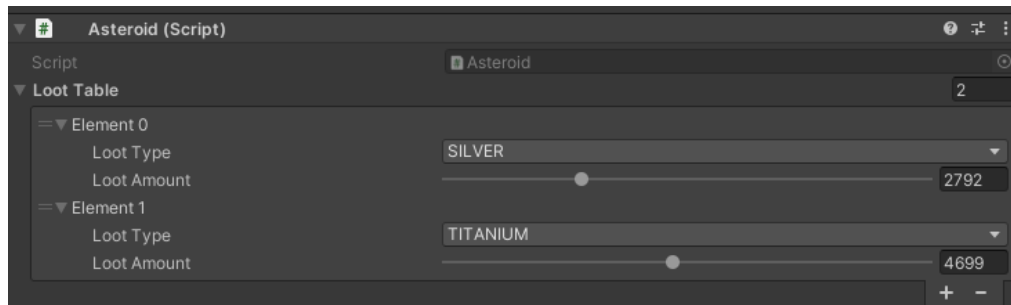 # Asteroid (Script)
Script Asteroid
Loot Table 2
Element 0
Loot Type SILVER
Loot Amount 2792
Element 1
Loot Type TITANIUM
Loot Amount 4699
+ -